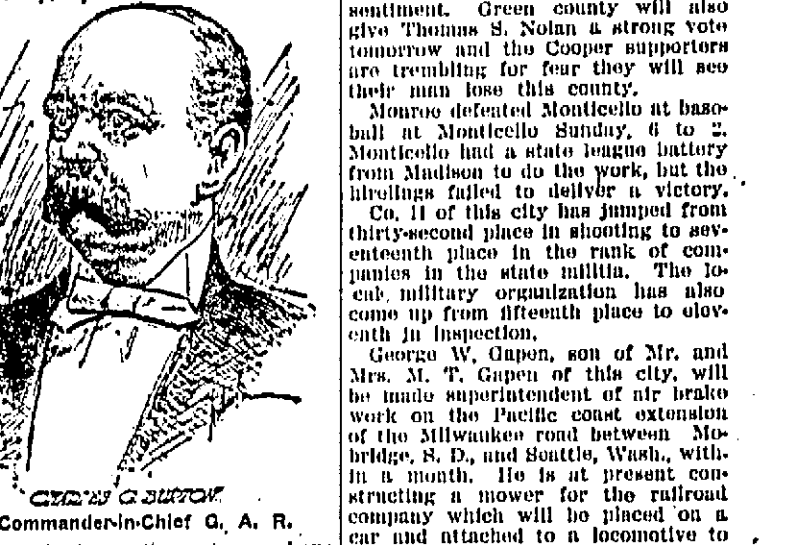 Commander-in-Chief G. A. R.
sentiment. Green county will also
give Thomas S. Nolan a strong vote
tomorrow and the Cooper supporters
are trembling for fear they will see
their man lose this county.
Monroe defeated Monticello at base-
ball at Monticello Sunday, 6 to 2.
Monticello had a state league battery
from Madison to do the work, but the
hirelings failed to deliver a victory.
Co. H of this city has jumped from
thirty-second place in shooting to sev-
enteenth place in the rank of com-
panies in the state militia. The lo-
cal military organization has also
come up from fifteenth place to elev-
enth in inspection.
George W. Gapen, son of Mr. and
Mrs. M. T. Gapen of this city, will
be made superintendent of air brake
work on the Pacific coast extension
of the Milwaukee road between Mo-
bridge, S. D., and Seattle, Wash., with-
in a month. He is at present con-
structing a mower for the railroad
company which will be placed on a
car and attached to a locomotive to